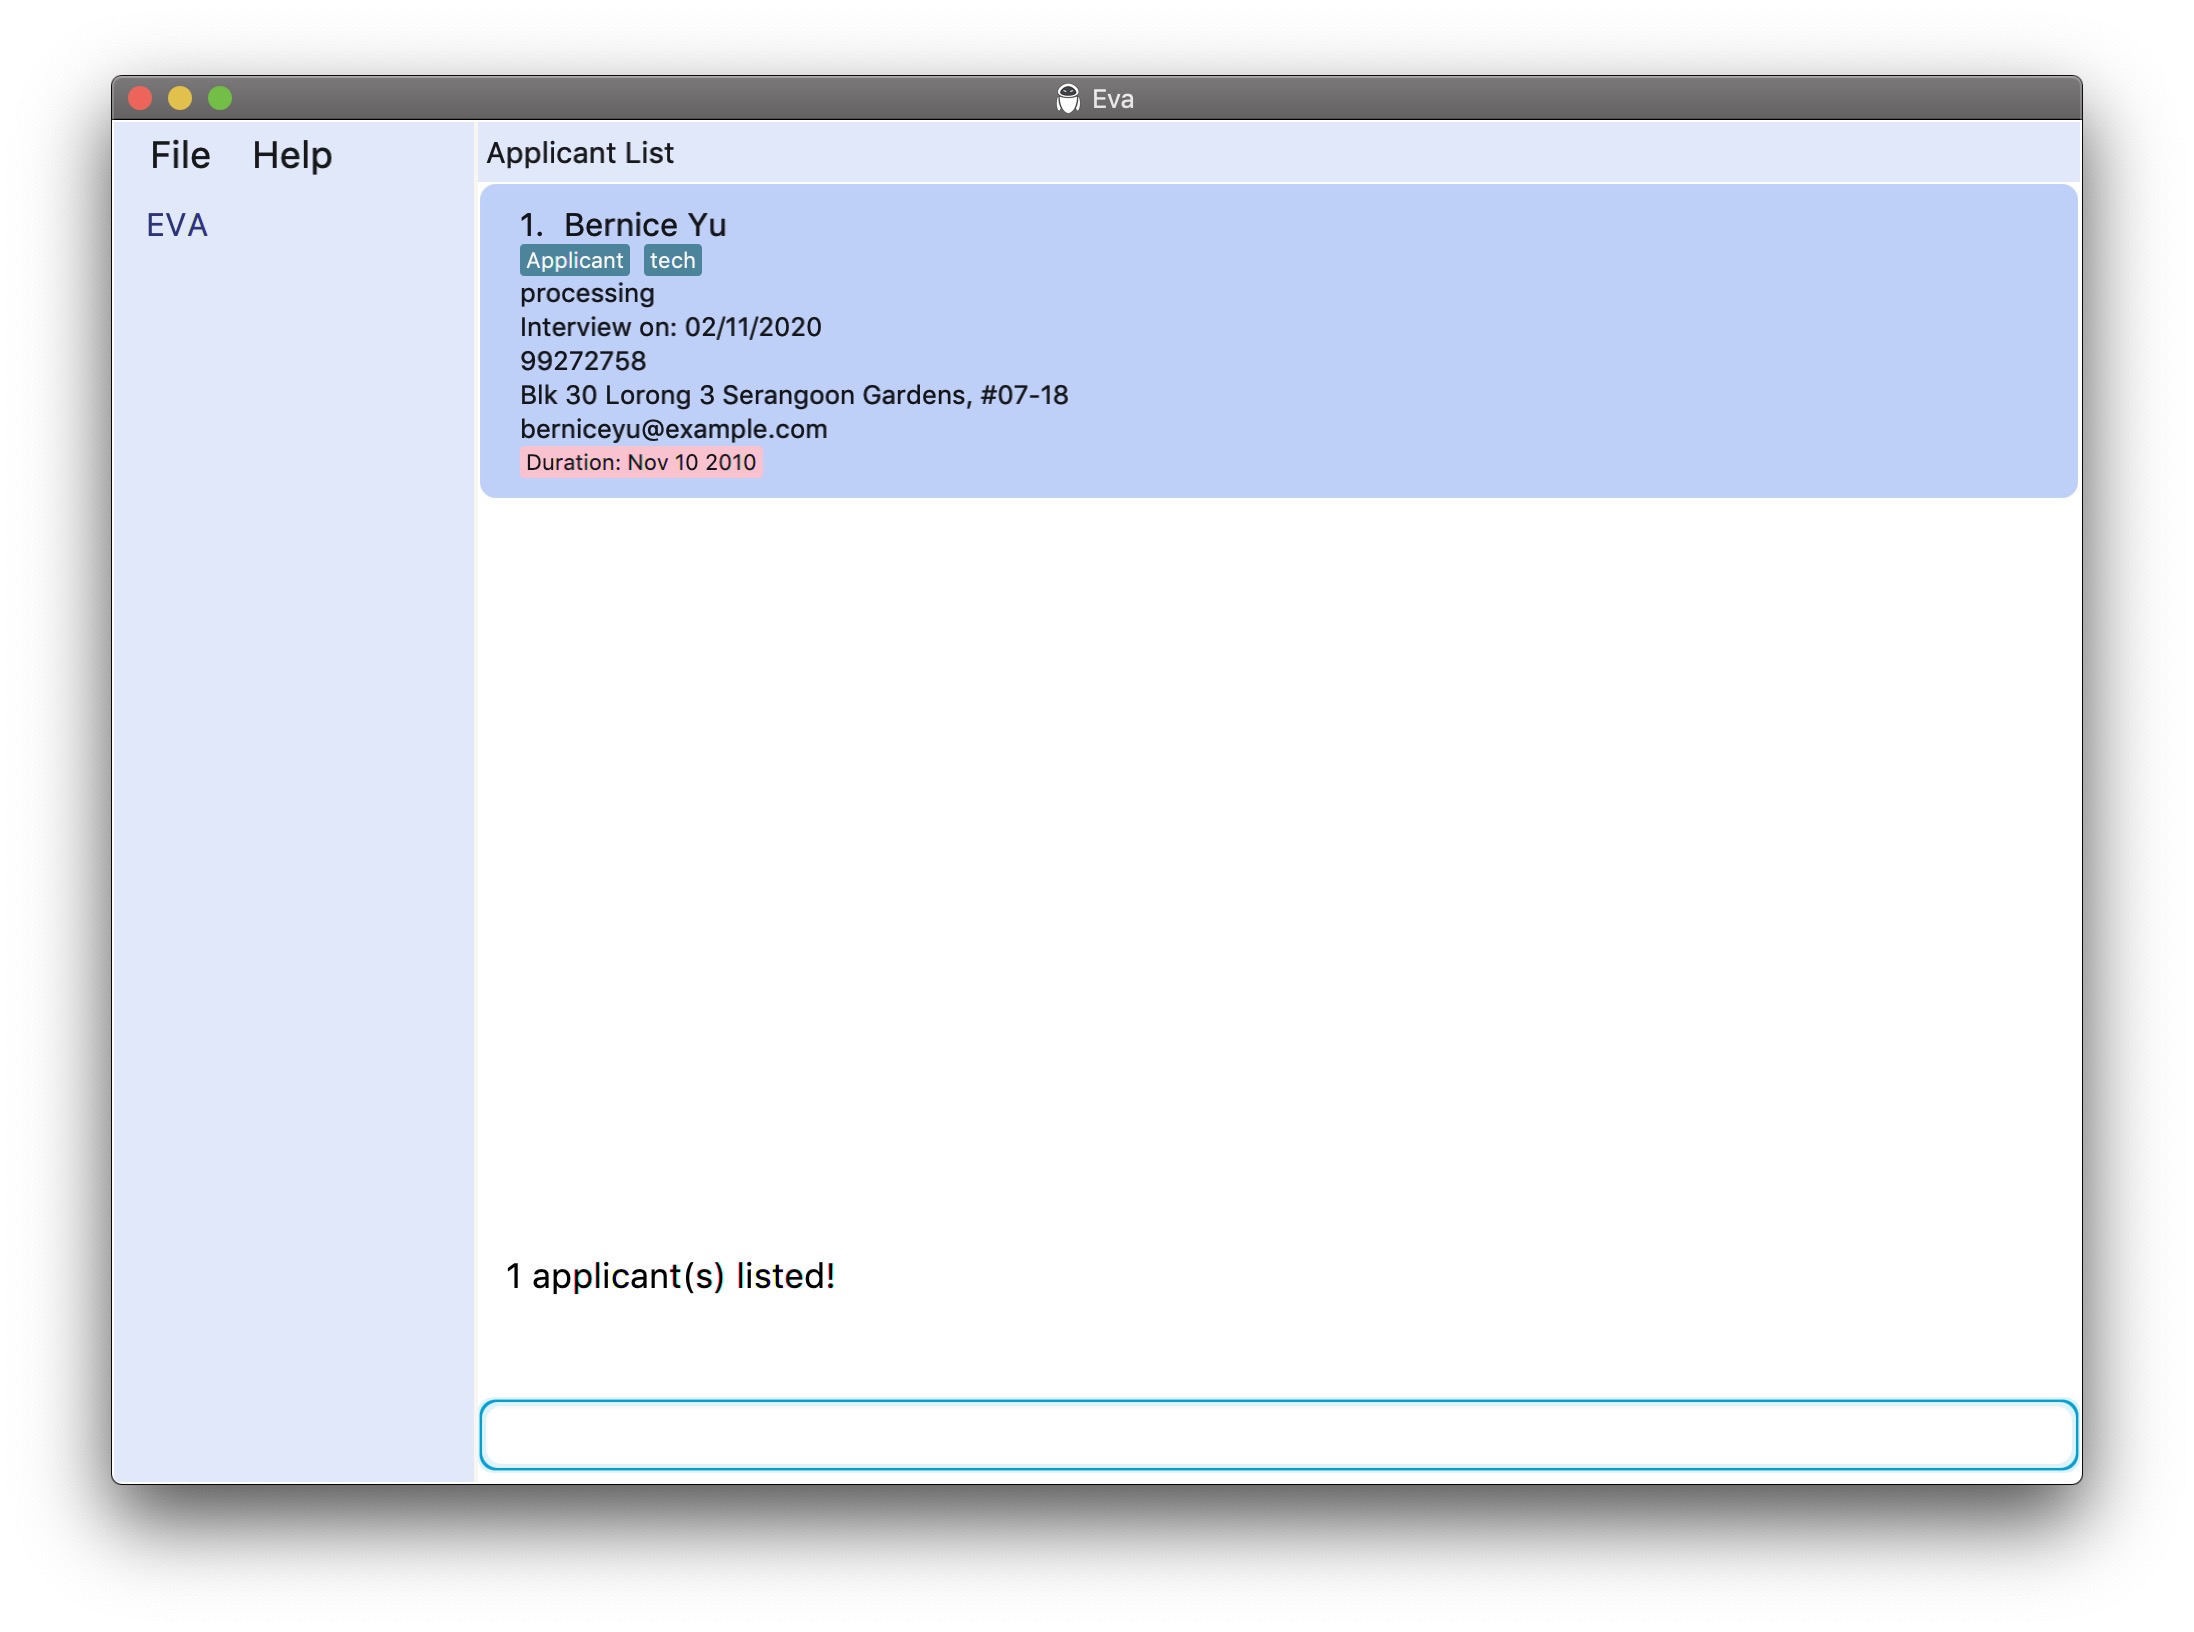 Eva
File Help
EVA
Applicant List
1. Bernice Yu
Applicant tech
processing
Interview on: 02/11/2020
99272758
Blk 30 Lorong 3 Serangoon Gardens, #07-18
berniceyu@example.com
Duration: Nov 10 2010
1 applicant(s) listed!